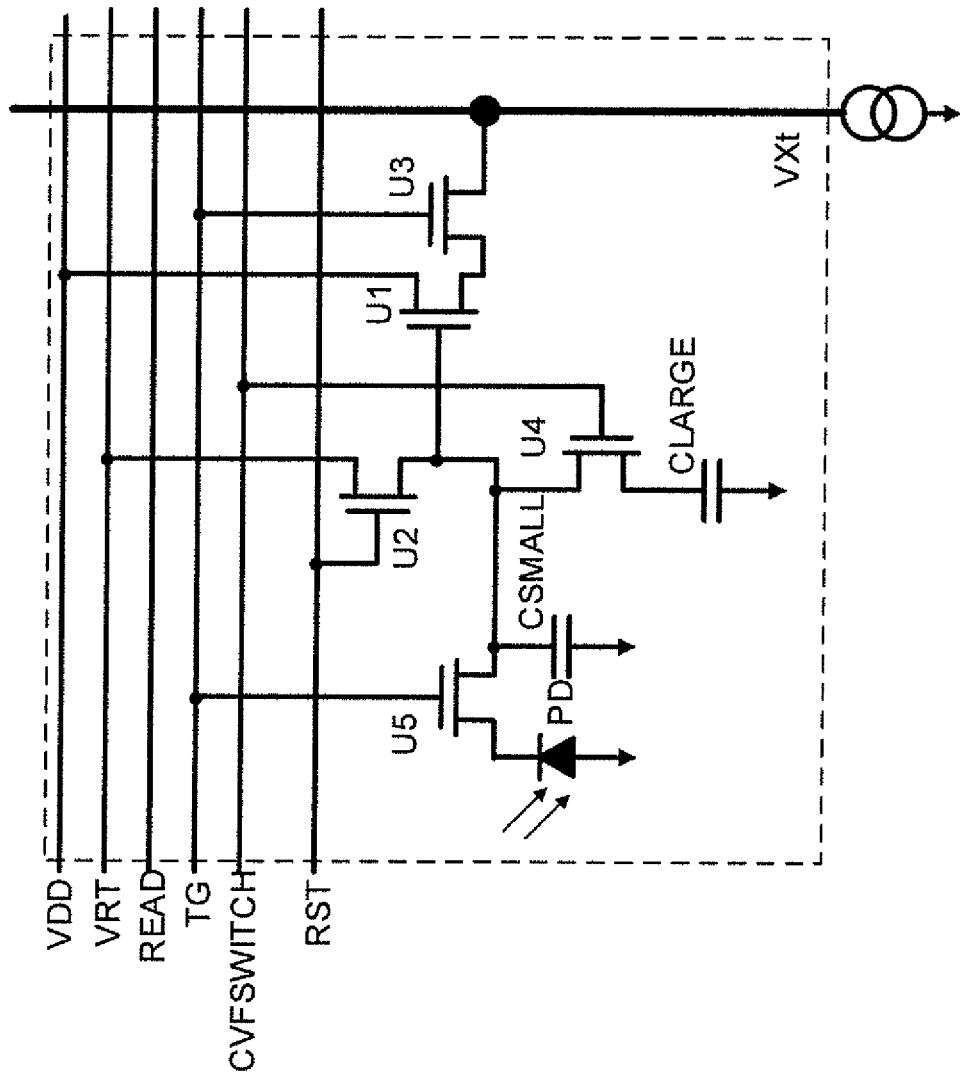 VDD
VRT
READ
TG
CVFSWITCH
RST
U3
U1
U2
U4
U5
CSMALL
CLARGE
PD
VXt